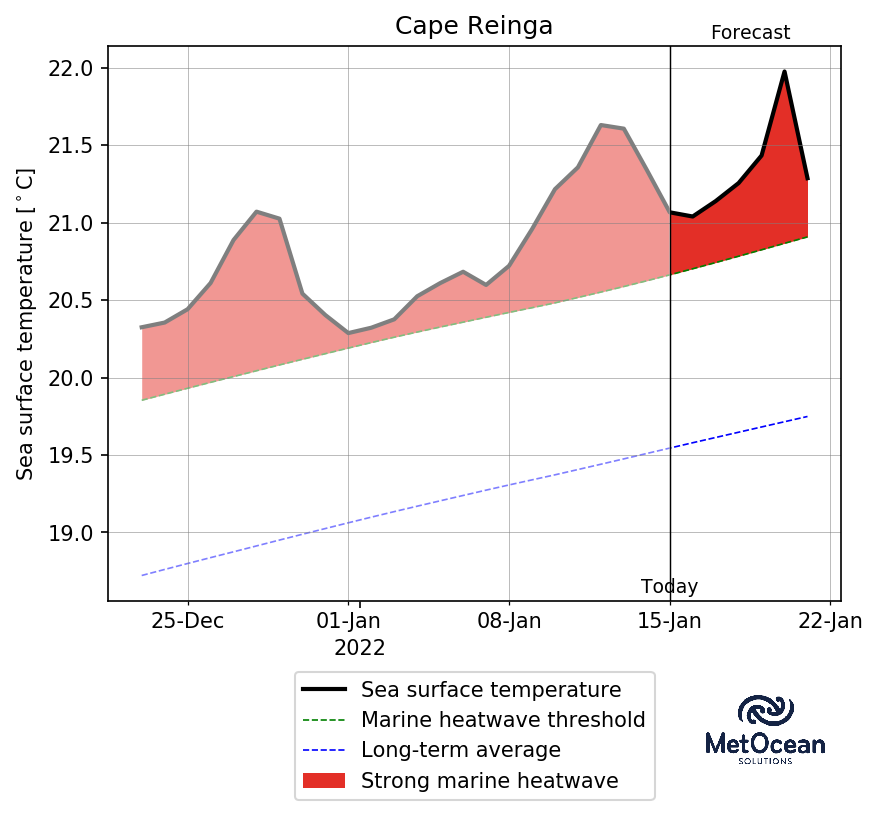 Cape Reinga
Forecast
Sea surface temperature [°C]
22.0
21.5
21.0
20.5
20.0
19.5
19.0
Today
25-Dec 01-Jan 08-Jan 15-Jan 22-Jan
2022
Sea surface temperature
Marine heatwave threshold
Long-term average
Strong marine heatwave
MetOcean
SOLUTIONS